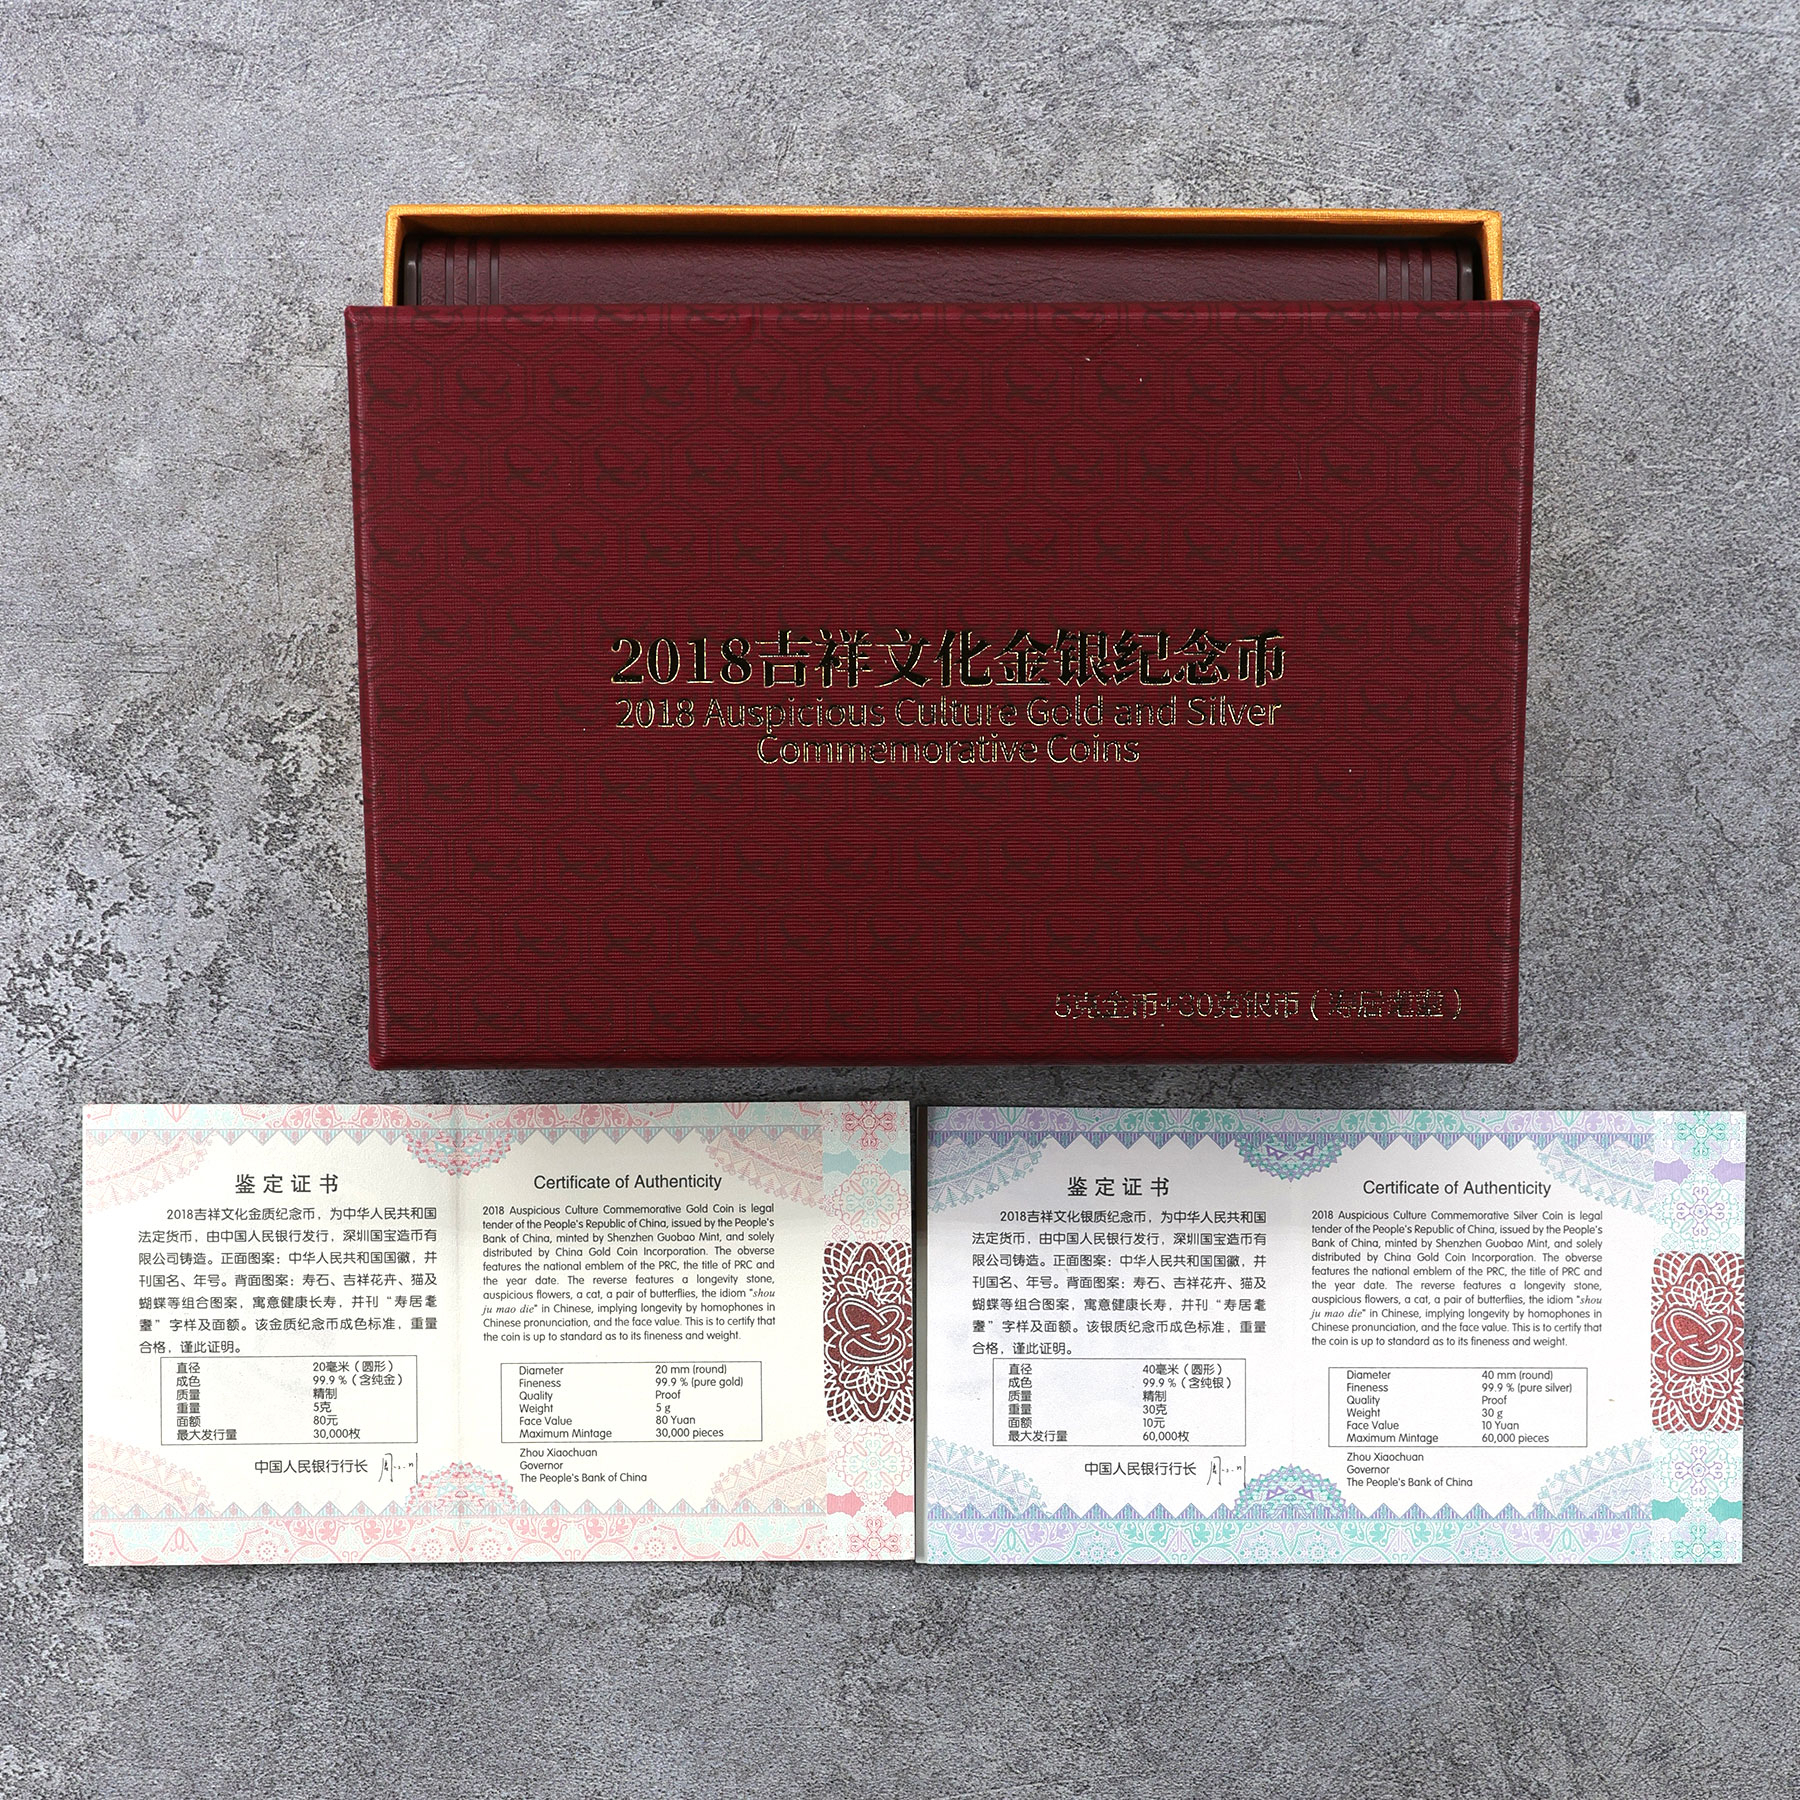 2018吉祥文化金银纪念币
2018 Auspicious Culture Gold and Silver
Commemorative Coins
5克金币+30克银币（寿居耄耋）
鉴定证书
2018吉祥文化金质纪念币，为中华人民共和国
法定货币，由中国人民银行发行，深圳国宝造币有
限公司铸造。正面图案：中华人民共和国国徽，并
刊国名、年号。背面图案：寿石、吉祥花卉、猫及
蝴蝶等组合图案，寓意健康长寿，并刊“寿居耄
耋”字样及面额。该金质纪念币成色标准，重量
合格，谨此证明。
直径 20毫米（圆形）
成色 99.9 %（含纯金）
质量 精制
重量 5克
面额 80元
最大发行量 30,000枚
中国人民银行行长
Certificate of Authenticity
2018 Auspicious Culture Commemorative Gold Coin is legal
tender of the People's Republic of China, issued by the People's
Bank of China, minted by Shenzhen Guobao Mint, and solely
distributed by China Gold Coin Incorporation. The obverse
features the national emblem of the PRC, the title of PRC and
the year date. The reverse features a longevity stone,
auspicious flowers, a cat, a pair of butterflies, the idiom "shou
ju mao die" in Chinese, implying longevity by homophones in
Chinese pronunciation, and the face value. This is to certify that
the coin is up to standard as to its fineness and weight.
Diameter 20 mm (round)
Fineness 99.9 % (pure gold)
Quality Proof
Weight 5 g
Face Value 80 Yuan
Maximum Mintage 30,000 pieces
Zhou Xiaochuan
Governor
The People's Bank of China
鉴定证书
2018吉祥文化银质纪念币，为中华人民共和国
法定货币，由中国人民银行发行，深圳国宝造币有
限公司铸造。正面图案：中华人民共和国国徽，并
刊国名、年号。背面图案：寿石、吉祥花卉、猫及
蝴蝶等组合图案，寓意健康长寿，并刊“寿居耄
耋”字样及面额。该银质纪念币成色标准，重量
合格，谨此证明。
直径 40毫米（圆形）
成色 99.9 %（含纯银）
质量 精制
重量 30克
面额 10元
最大发行量 60,000枚
中国人民银行行长
Certificate of Authenticity
2018 Auspicious Culture Commemorative Silver Coin is legal
tender of the People's Republic of China, issued by the People's
Bank of China, minted by Shenzhen Guobao Mint, and solely
distributed by China Gold Coin Incorporation. The obverse
features the national emblem of the PRC, the title of PRC and
the year date. The reverse features a longevity stone,
auspicious flowers, a cat, a pair of butterflies, the idiom "shou
ju mao die" in Chinese, implying longevity by homophones in
Chinese pronunciation, and the face value. This is to certify that
the coin is up to standard as to its fineness and weight.
Diameter 40 mm (round)
Fineness 99.9 % (pure silver)
Quality Proof
Weight 30 g
Face Value 10 Yuan
Maximum Mintage 60,000 pieces
Zhou Xiaochuan
Governor
The People's Bank of China